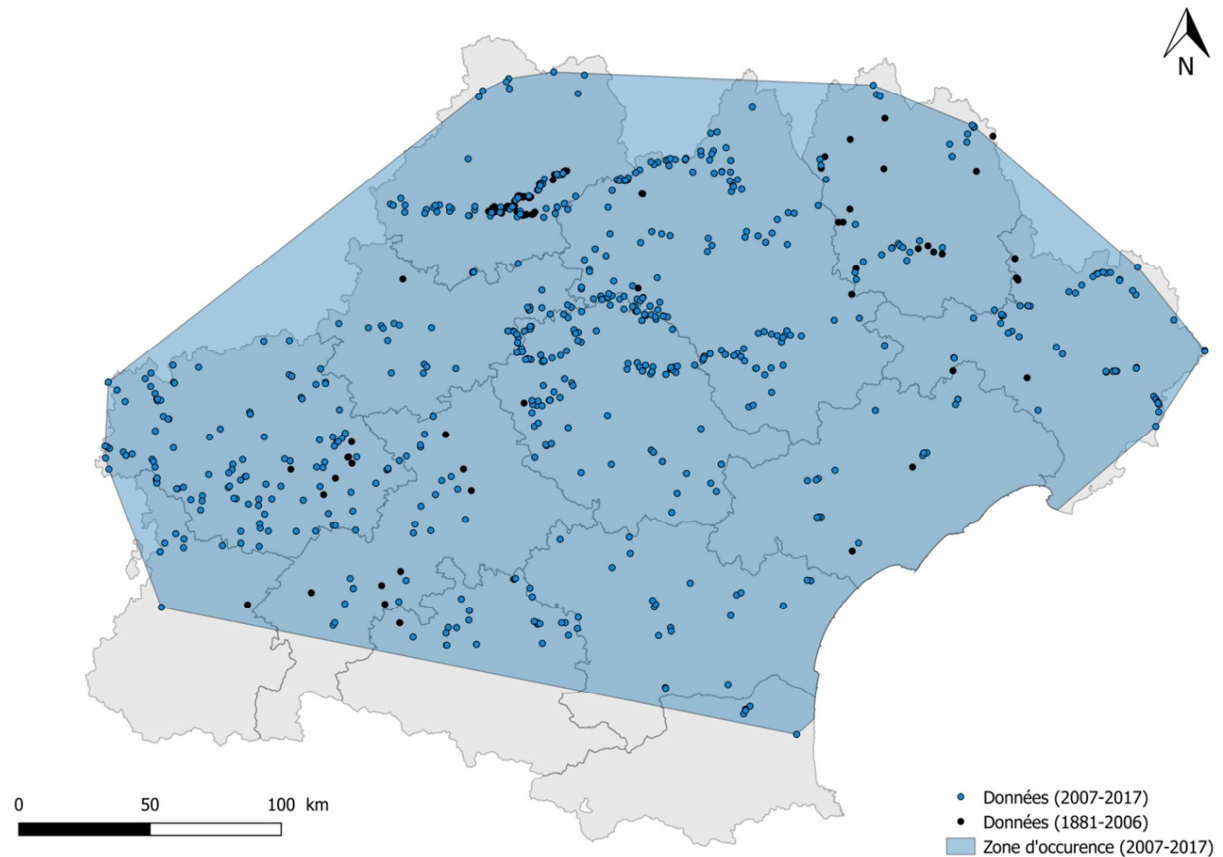 N
0 50 100 km
Données (2007-2017)
Données (1881-2006)
Zone d'occurence (2007-2017)